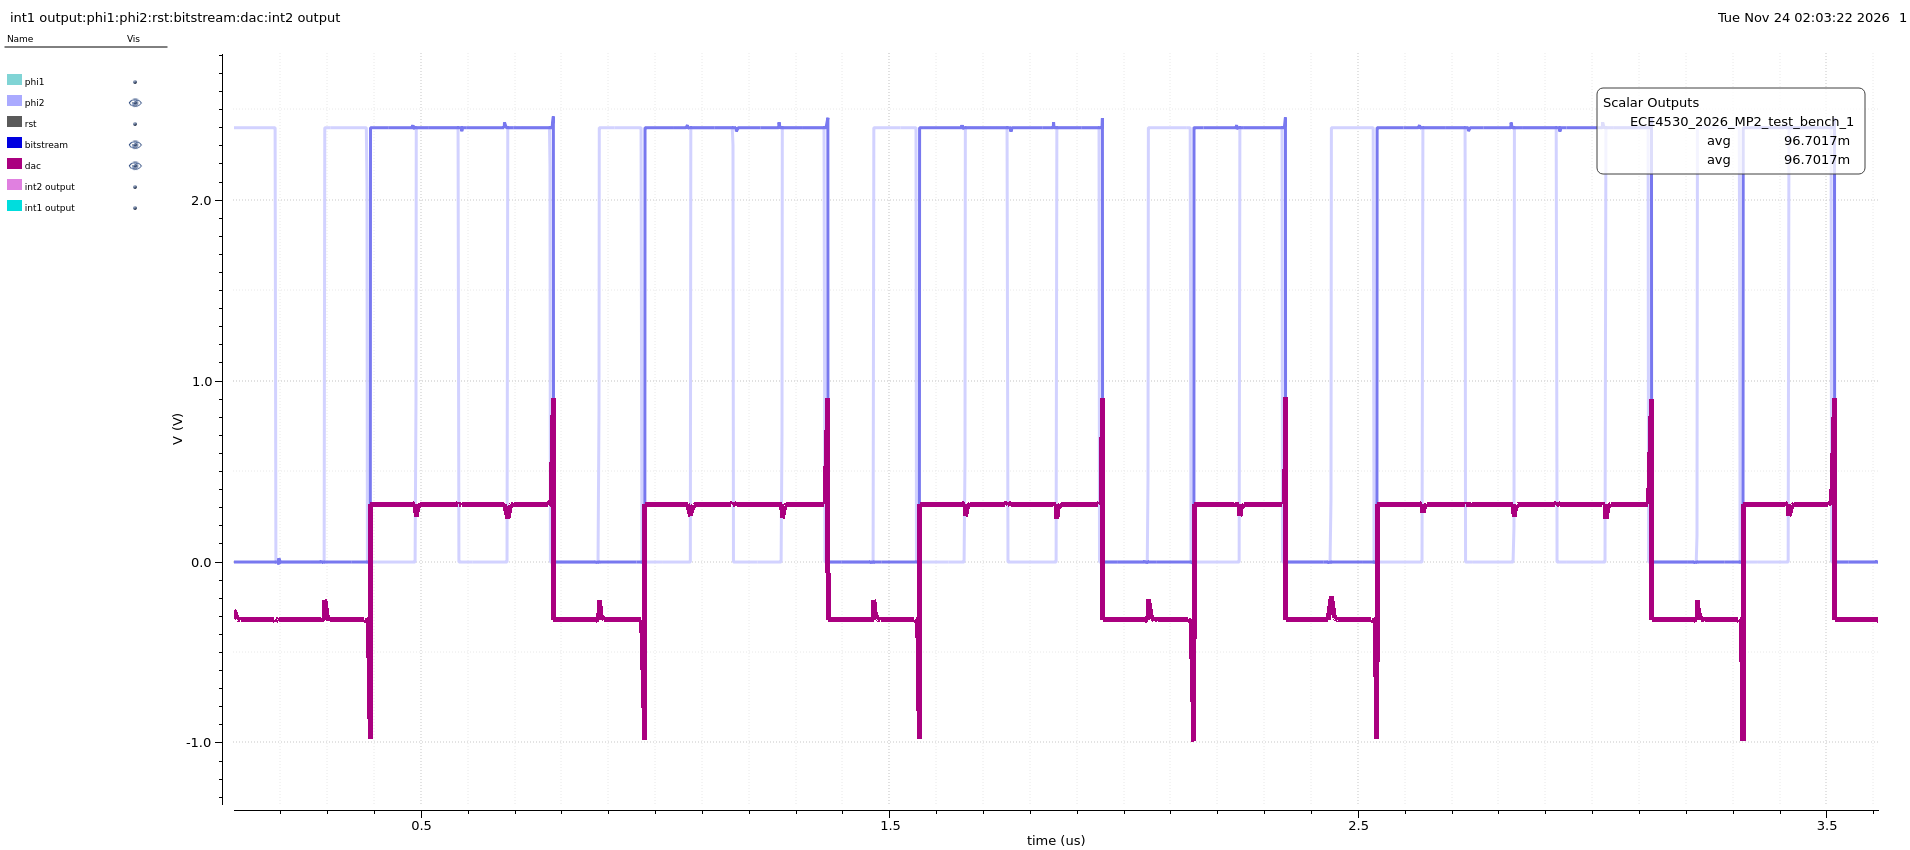 int1 output:phi1:phi2:rst:bitstream:dac:int2 output
Tue Nov 24 02:03:22 2026 1
Name Vis
phi1
phi2
rst
bitstream
dac
int2 output
int1 output
Scalar Outputs
ECE4530_2026_MP2_test_bench_1
avg 96.7017m
avg 96.7017m
2.0
1.0
0.0
-1.0
V (V)
0.5 1.5 2.5 3.5
time (us)